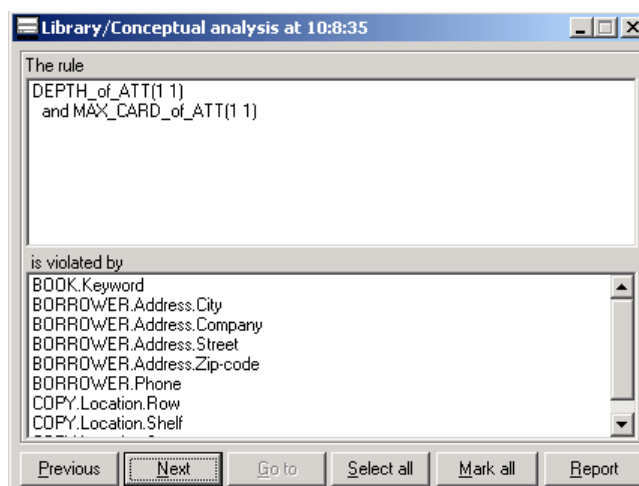 Library/Conceptual analysis at 10:8:35
The rule
DEPTH_of_ATT(1 1)
and MAX_CARD_of_ATT(1 1)
is violated by
BOOK.Keyword
BORROWER.Address.City
BORROWER.Address.Company
BORROWER.Address.Street
BORROWER.Address.Zip-code
BORROWER.Phone
COPY.Location.Row
COPY.Location.Shelf
Previous Next Go to Select all Mark all Report